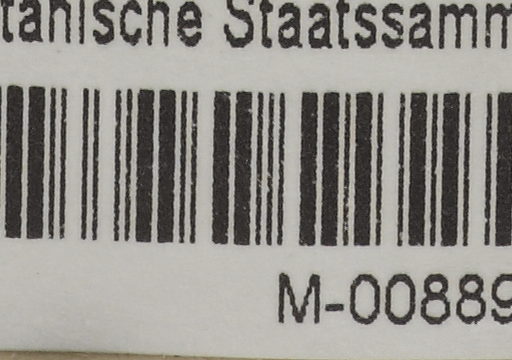 tanische Staatssamm
M-00889